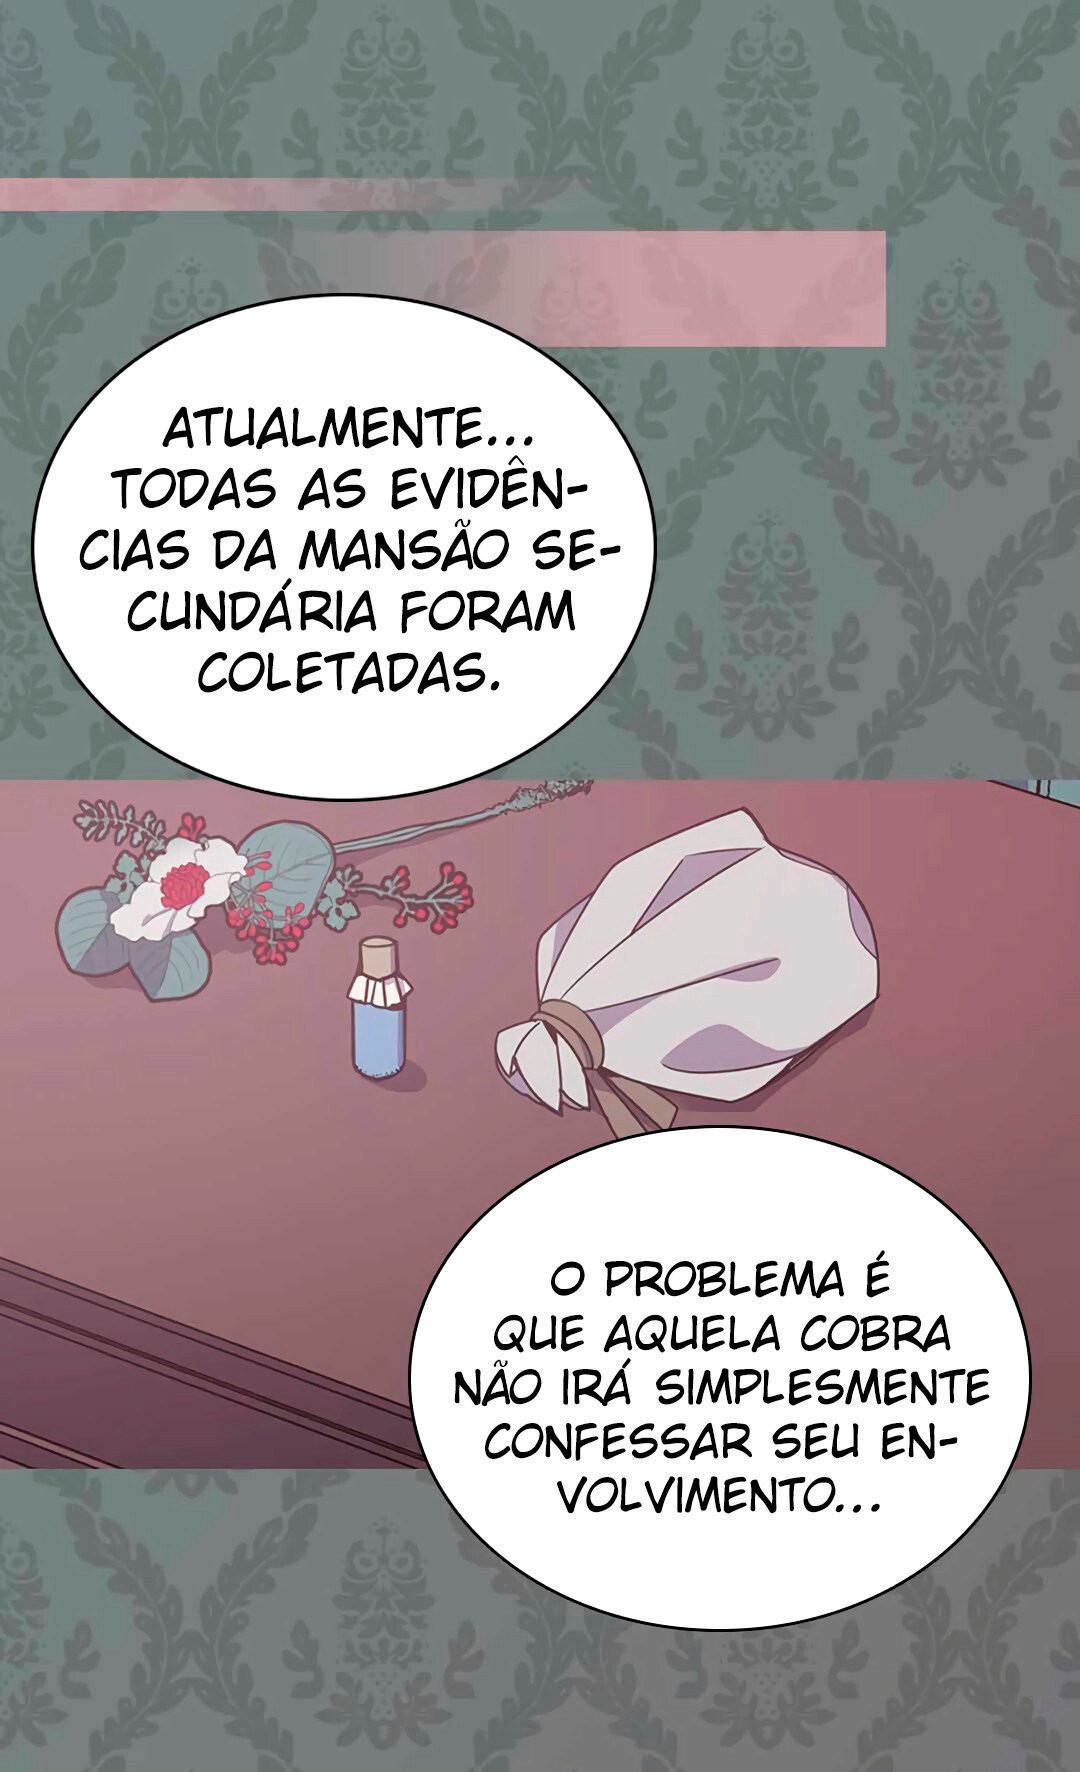 ATUALMENTE...
TODAS AS EVIDÊN-
CIAS DA MANSÃO SE-
CUNDÁRIA FORAM
COLETADAS.
O PROBLEMA É
QUE AQUELA COBRA
NÃO IRÁ SIMPLESMENTE
CONFESSAR SEU EN-
VOLVIMENTO...